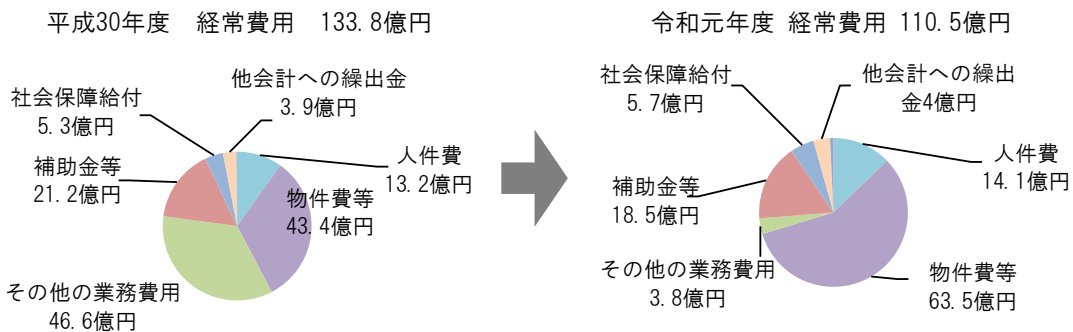 平成30年度　経常費用　133.8億円
他会計への繰出金
3.9億円
社会保障給付
5.3億円
補助金等
21.2億円
人件費
13.2億円
物件費等
43.4億円
その他の業務費用
46.6億円
令和元年度 経常費用 110.5億円
社会保障給付
5.7億円
他会計への繰出
金4億円
人件費
14.1億円
補助金等
18.5億円
その他の業務費用
3.8億円
物件費等
63.5億円